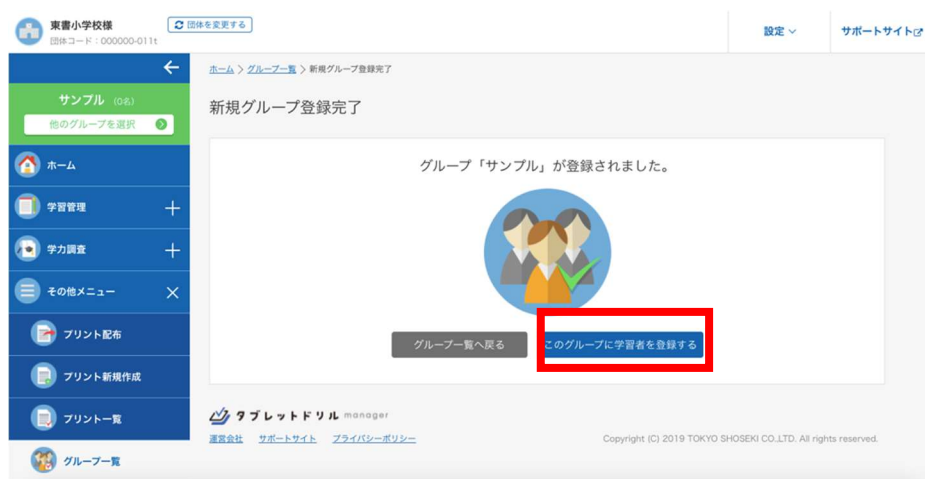 東書小学校様
団体を変更する
団体コード：000000-011t
設定
サポートサイト
サンプル（0名）
他のグループを選択
ホーム
学習管理
学力調査
その他メニュー
プリント配布
プリント新規作成
プリント一覧
グループ一覧
ホーム > グループ一覧 > 新規グループ登録完了
新規グループ登録完了
グループ「サンプル」が登録されました。
グループ一覧へ戻る
このグループに学習者を登録する
タブレットドリル manager
運営会社 サポートサイト プライバシーポリシー
Copyright (C) 2019 TOKYO SHOSEKI CO.,LTD. All rights reserved.